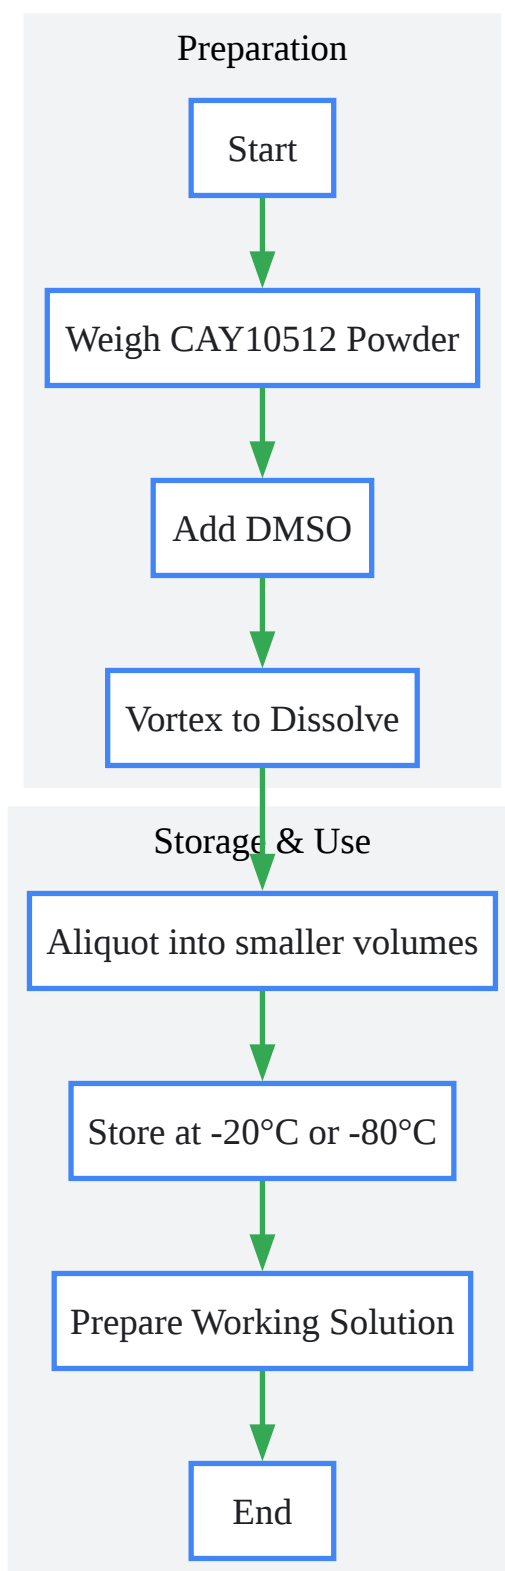 Preparation
Start
Weigh CAY10512 Powder
Add DMSO
Vortex to Dissolve
Storage & Use
Aliquot into smaller volumes
Store at -20°C or -80°C
Prepare Working Solution
End